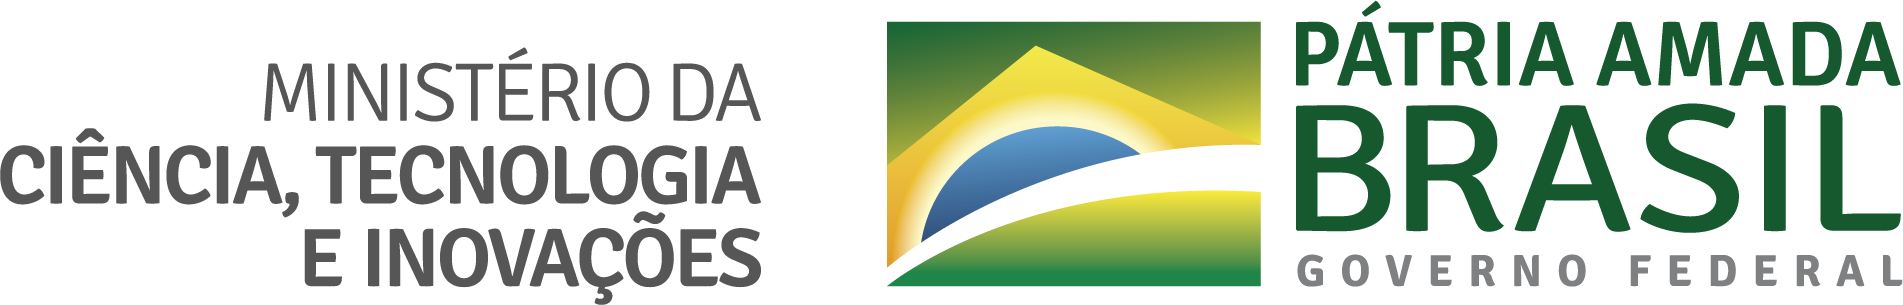 MINISTÉRIO DA
CIÊNCIA, TECNOLOGIA
E INOVAÇÕES
PÁTRIA AMADA
BRASIL
GOVERNO FEDERAL